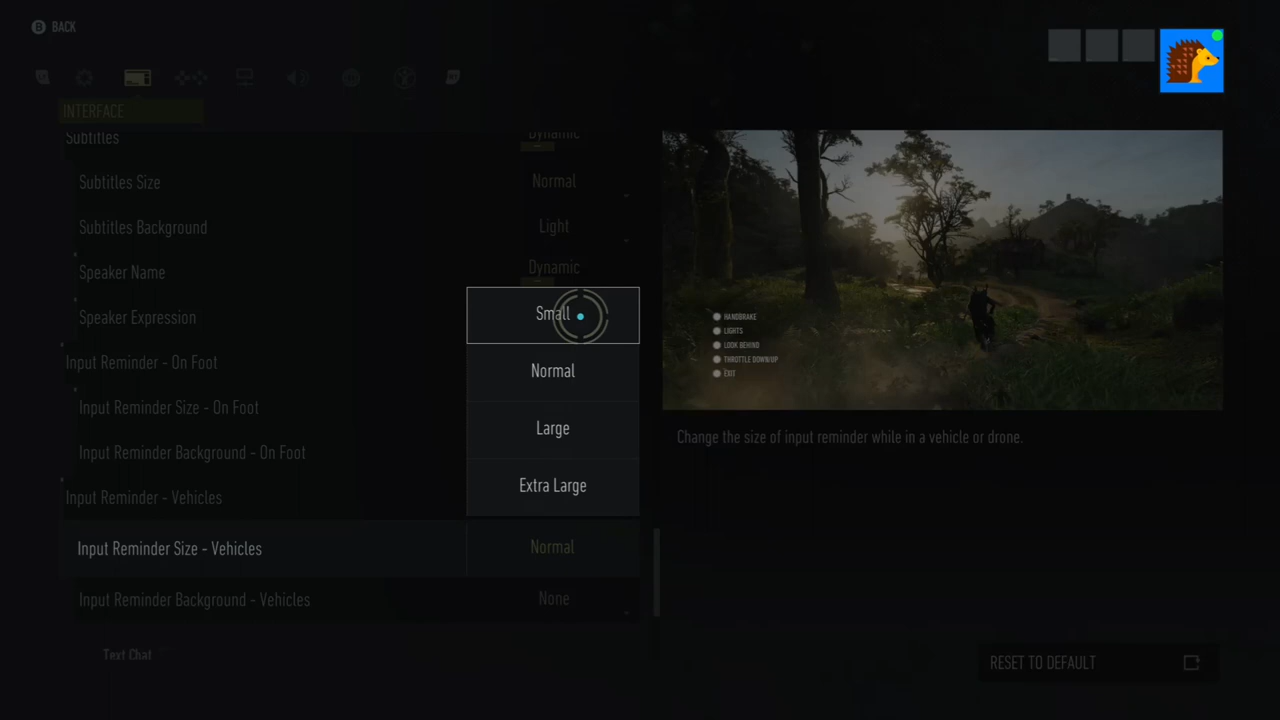 BACK
INTERFACE
Subtitles Dynamic
Subtitles Size Normal
Subtitles Background Light
Speaker Name Dynamic
Speaker Expression
Input Reminder - On Foot
Input Reminder Size - On Foot
Input Reminder Background - On Foot
Input Reminder - Vehicles
Small
Normal
Large
Extra Large
Input Reminder Size - Vehicles Normal
Input Reminder Background - Vehicles None
Text Chat
HANDBRAKE
LIGHTS
LOOK BEHIND
THROTTLE DOWN/UP
EXIT
Change the size of input reminder while in a vehicle or drone.
RESET TO DEFAULT